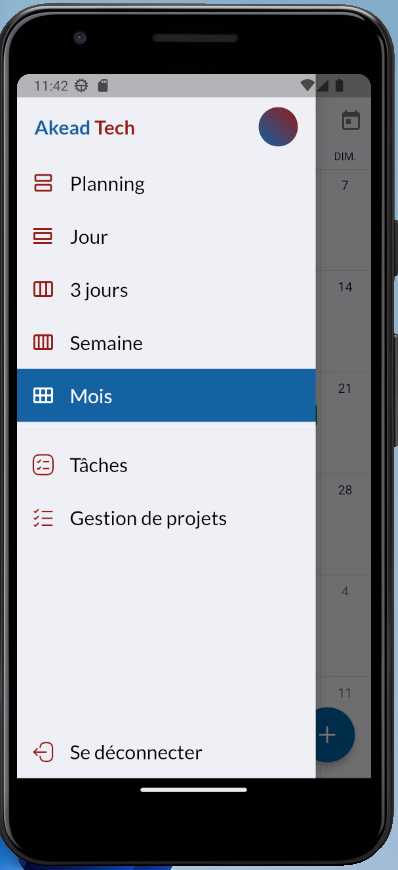 11:42
Akead Tech
DIM.
Planning
7
Jour
3 jours
14
Semaine
Mois
21
Tâches
28
Gestion de projets
4
11
Se déconnecter